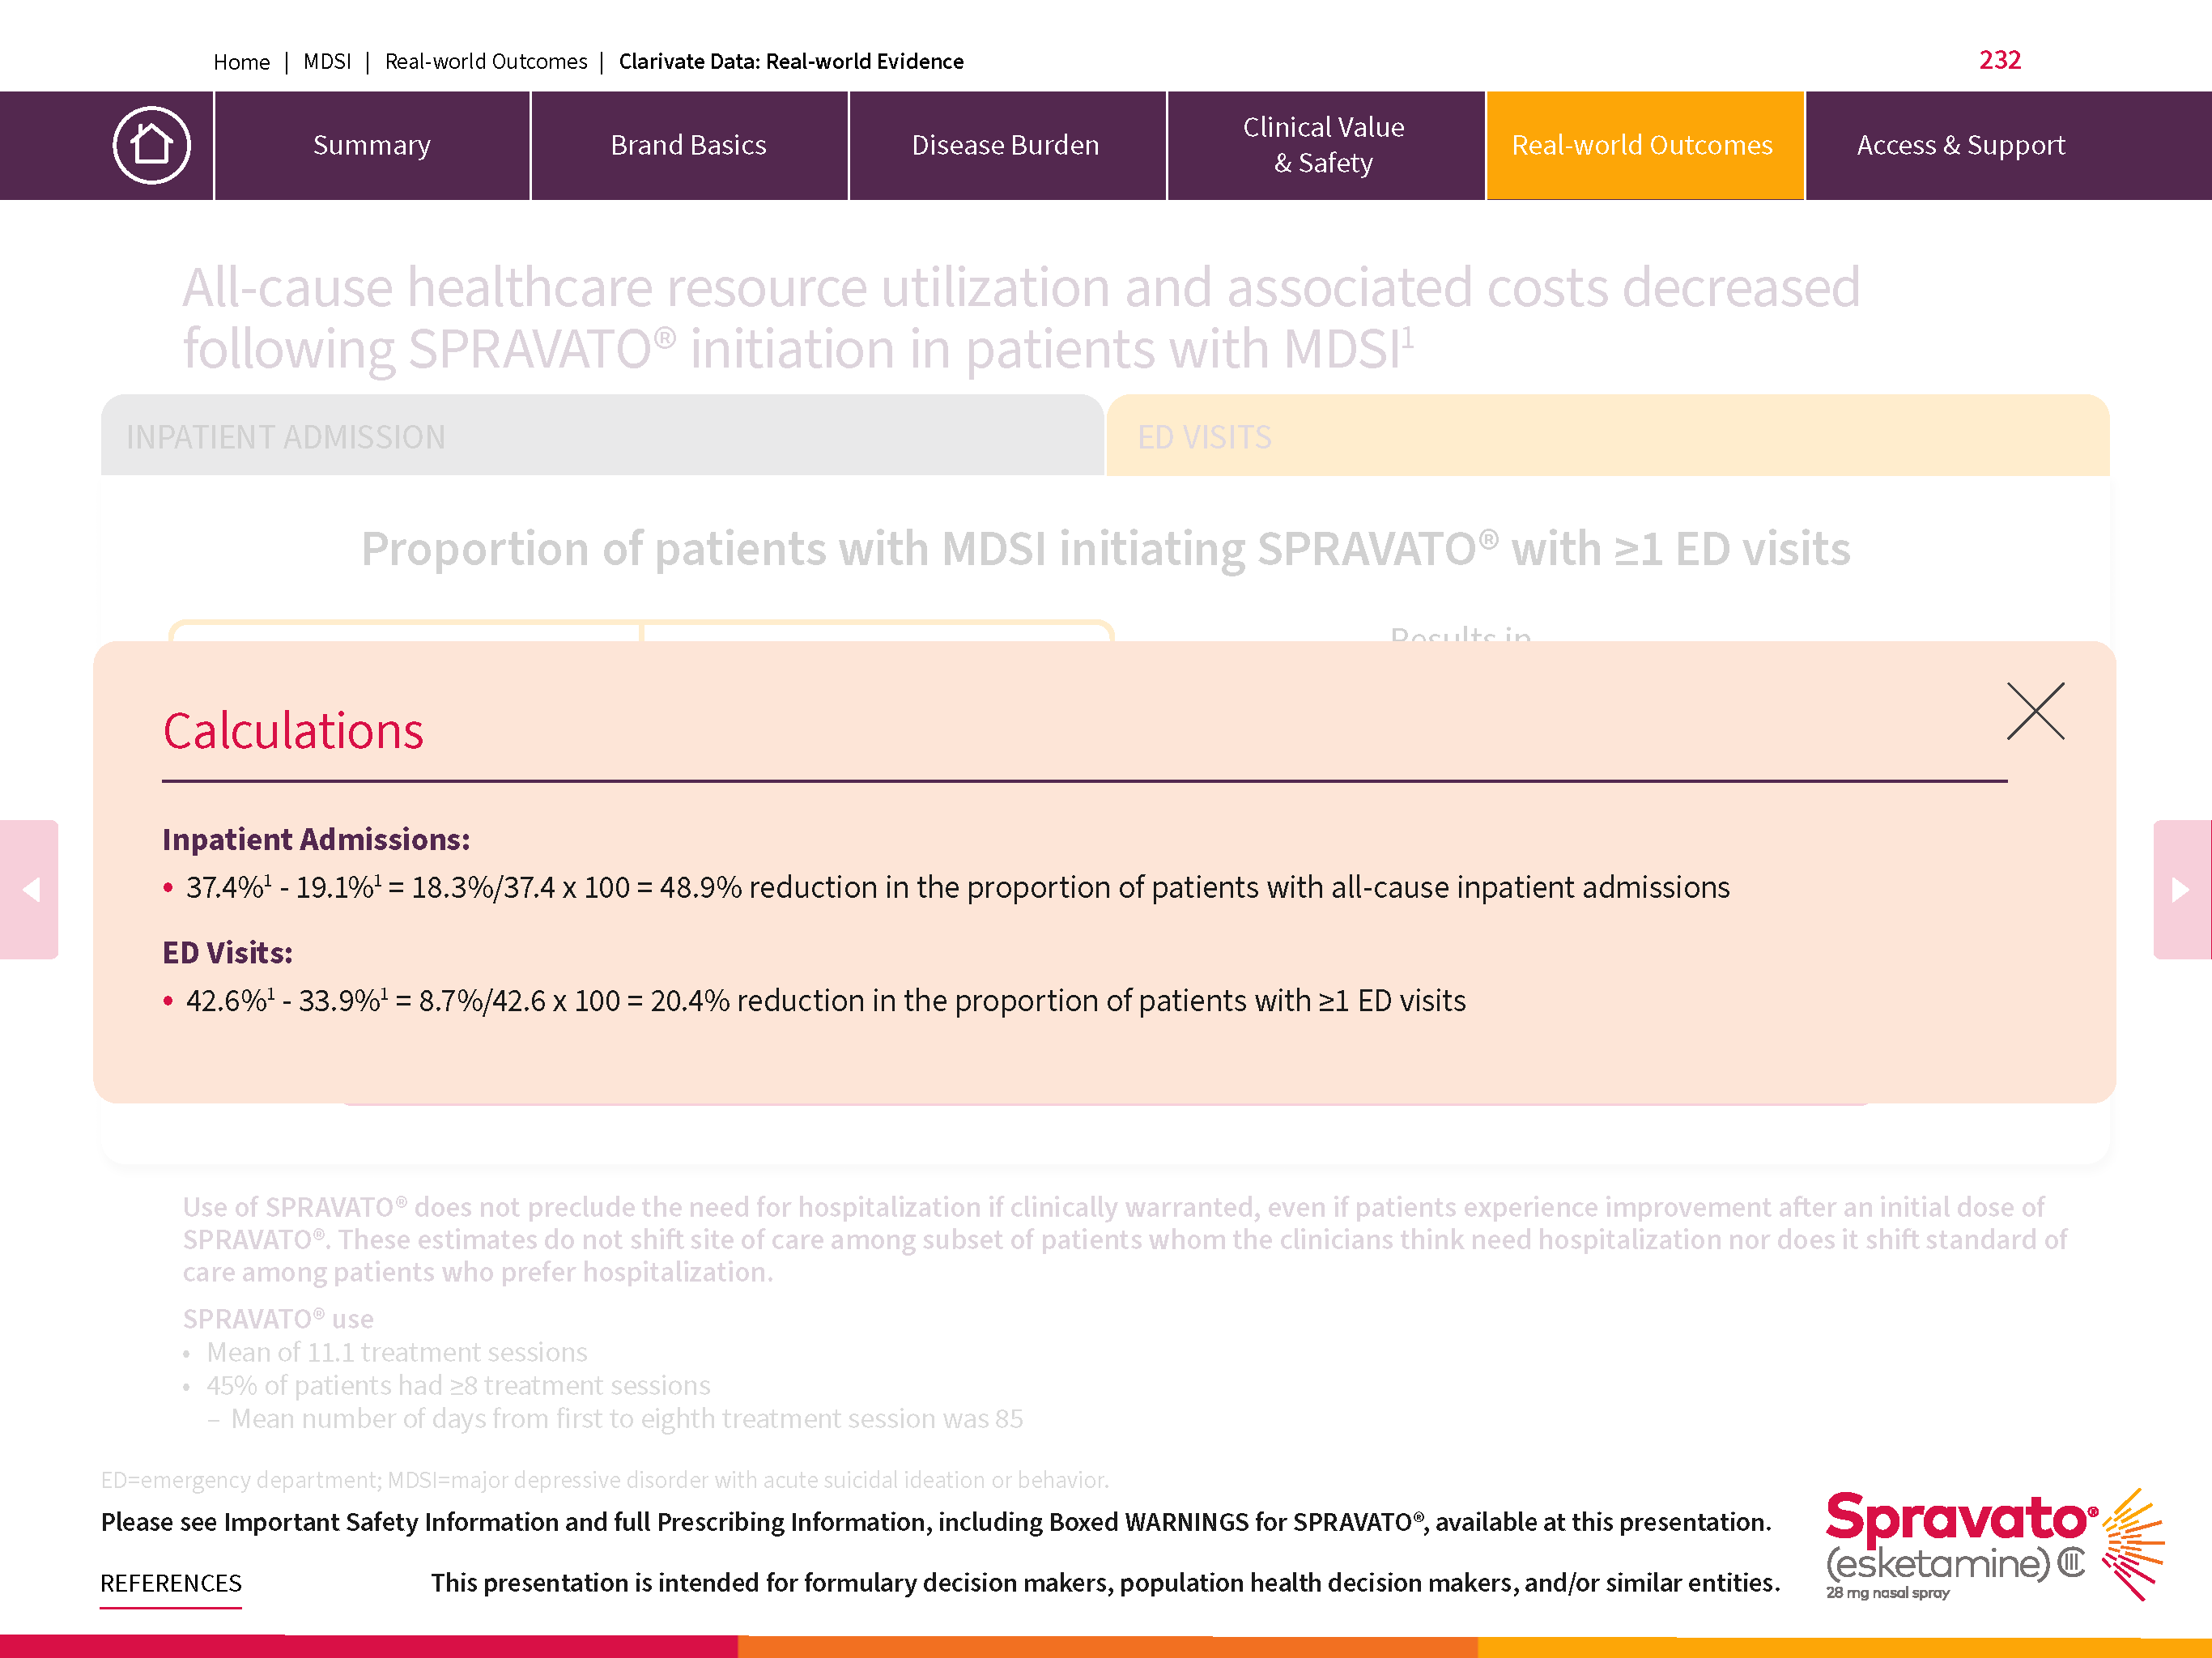 Home | MDSI | Real-world Outcomes | Clarivate Data: Real-world Evidence
232
Summary
Brand Basics
Disease Burden
Clinical Value
& Safety
Real-world Outcomes
Access & Support
All-cause healthcare resource utilization and associated costs decreased
following SPRAVATO® initiation in patients with MDSI¹
INPATIENT ADMISSION
ED VISITS
Proportion of patients with MDSI initiating SPRAVATO® with ≥1 ED visits
Results in
Calculations
Inpatient Admissions:
• 37.4%¹ - 19.1%¹ = 18.3%/37.4 x 100 = 48.9% reduction in the proportion of patients with all-cause inpatient admissions
ED Visits:
• 42.6%¹ - 33.9%¹ = 8.7%/42.6 x 100 = 20.4% reduction in the proportion of patients with ≥1 ED visits
Use of SPRAVATO® does not preclude the need for hospitalization if clinically warranted, even if patients experience improvement after an initial dose of
SPRAVATO®. These estimates do not shift site of care among subset of patients whom the clinicians think need hospitalization nor does it shift standard of
care among patients who prefer hospitalization.
SPRAVATO® use
• Mean of 11.1 treatment sessions
• 45% of patients had ≥8 treatment sessions
– Mean number of days from first to eighth treatment session was 85
ED=emergency department; MDSI=major depressive disorder with acute suicidal ideation or behavior.
Please see Important Safety Information and full Prescribing Information, including Boxed WARNINGS for SPRAVATO®, available at this presentation.
REFERENCES
This presentation is intended for formulary decision makers, population health decision makers, and/or similar entities.
Spravato®
(esketamine) CIII
28 mg nasal spray